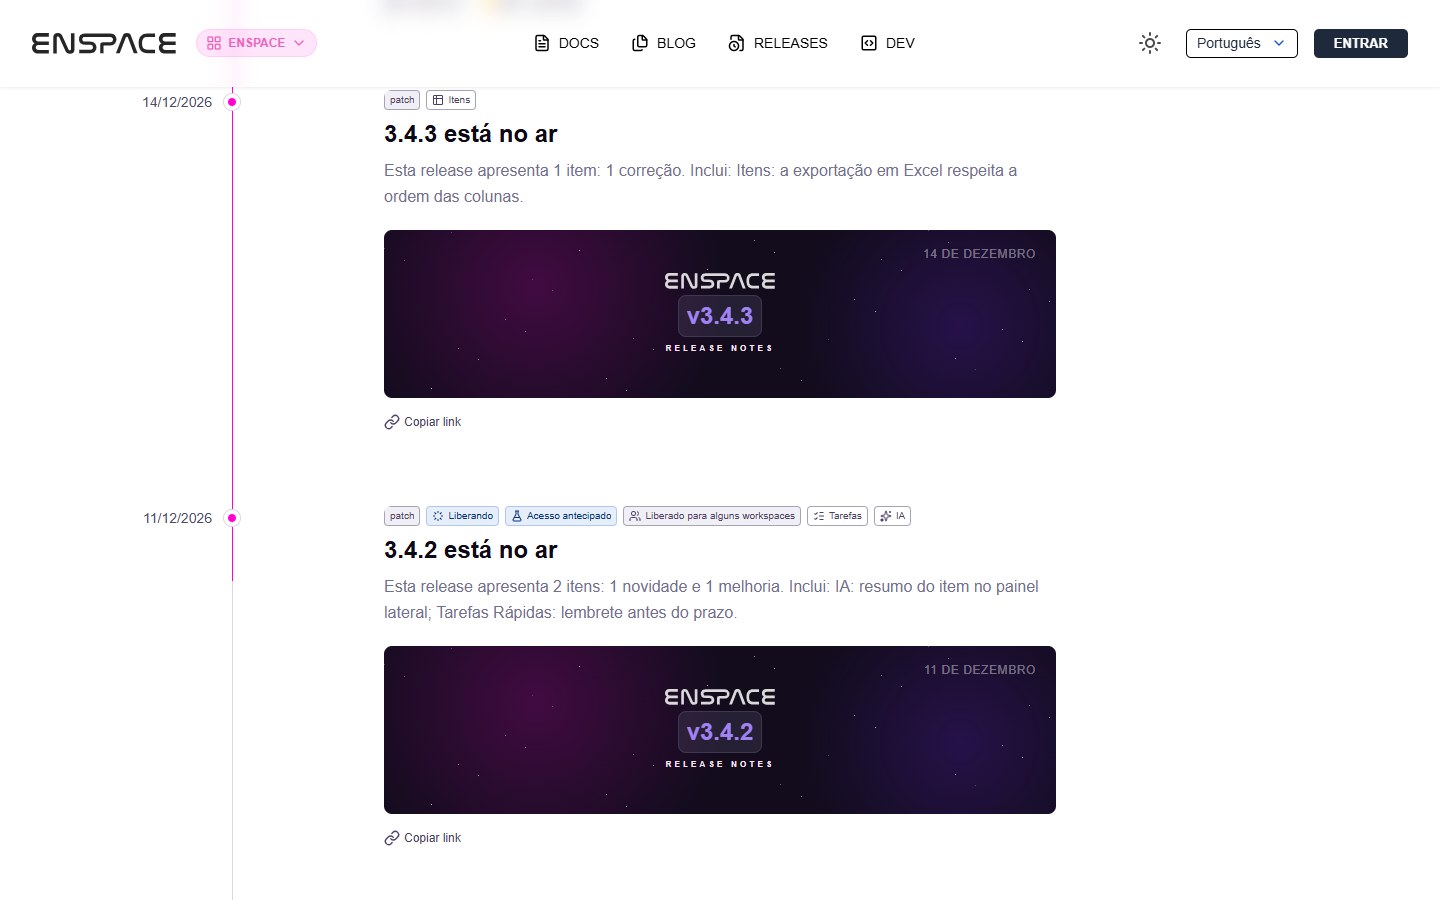 ENSPACE
ENSPACE
DOCS
BLOG
RELEASES
DEV
Português
ENTRAR
14/12/2026
patch
Itens
3.4.3 está no ar
Esta release apresenta 1 item: 1 correção. Inclui: Itens: a exportação em Excel respeita a
ordem das colunas.
14 DE DEZEMBRO
ENSPACE
v3.4.3
RELEASE NOTES
Copiar link
11/12/2026
patch
Liberando
Acesso antecipado
Liberado para alguns workspaces
Tarefas
IA
3.4.2 está no ar
Esta release apresenta 2 itens: 1 novidade e 1 melhoria. Inclui: IA: resumo do item no painel
lateral; Tarefas Rápidas: lembrete antes do prazo.
11 DE DEZEMBRO
ENSPACE
v3.4.2
RELEASE NOTES
Copiar link